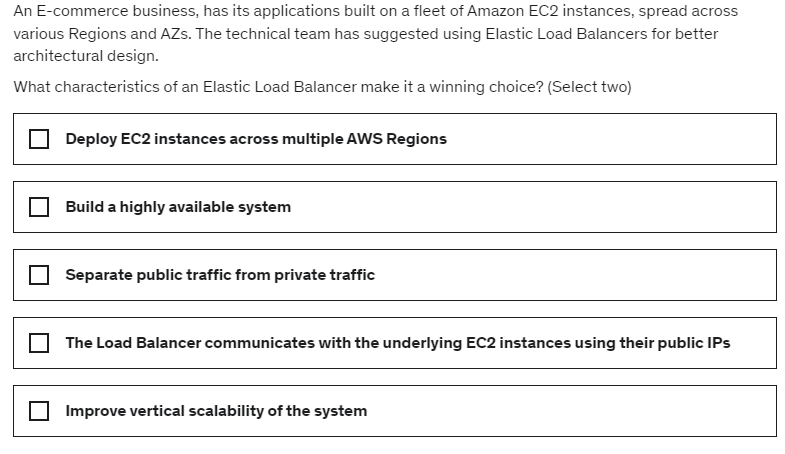 An E-commerce business, has its applications built on a fleet of Amazon EC2 instances, spread across
various Regions and AZs. The technical team has suggested using Elastic Load Balancers for better
architectural design.
What characteristics of an Elastic Load Balancer make it a winning choice? (Select two)
Deploy EC2 instances across multiple AWS Regions
Build a highly available system
Separate public traffic from private traffic
The Load Balancer communicates with the underlying EC2 instances using their public IPs
Improve vertical scalability of the system